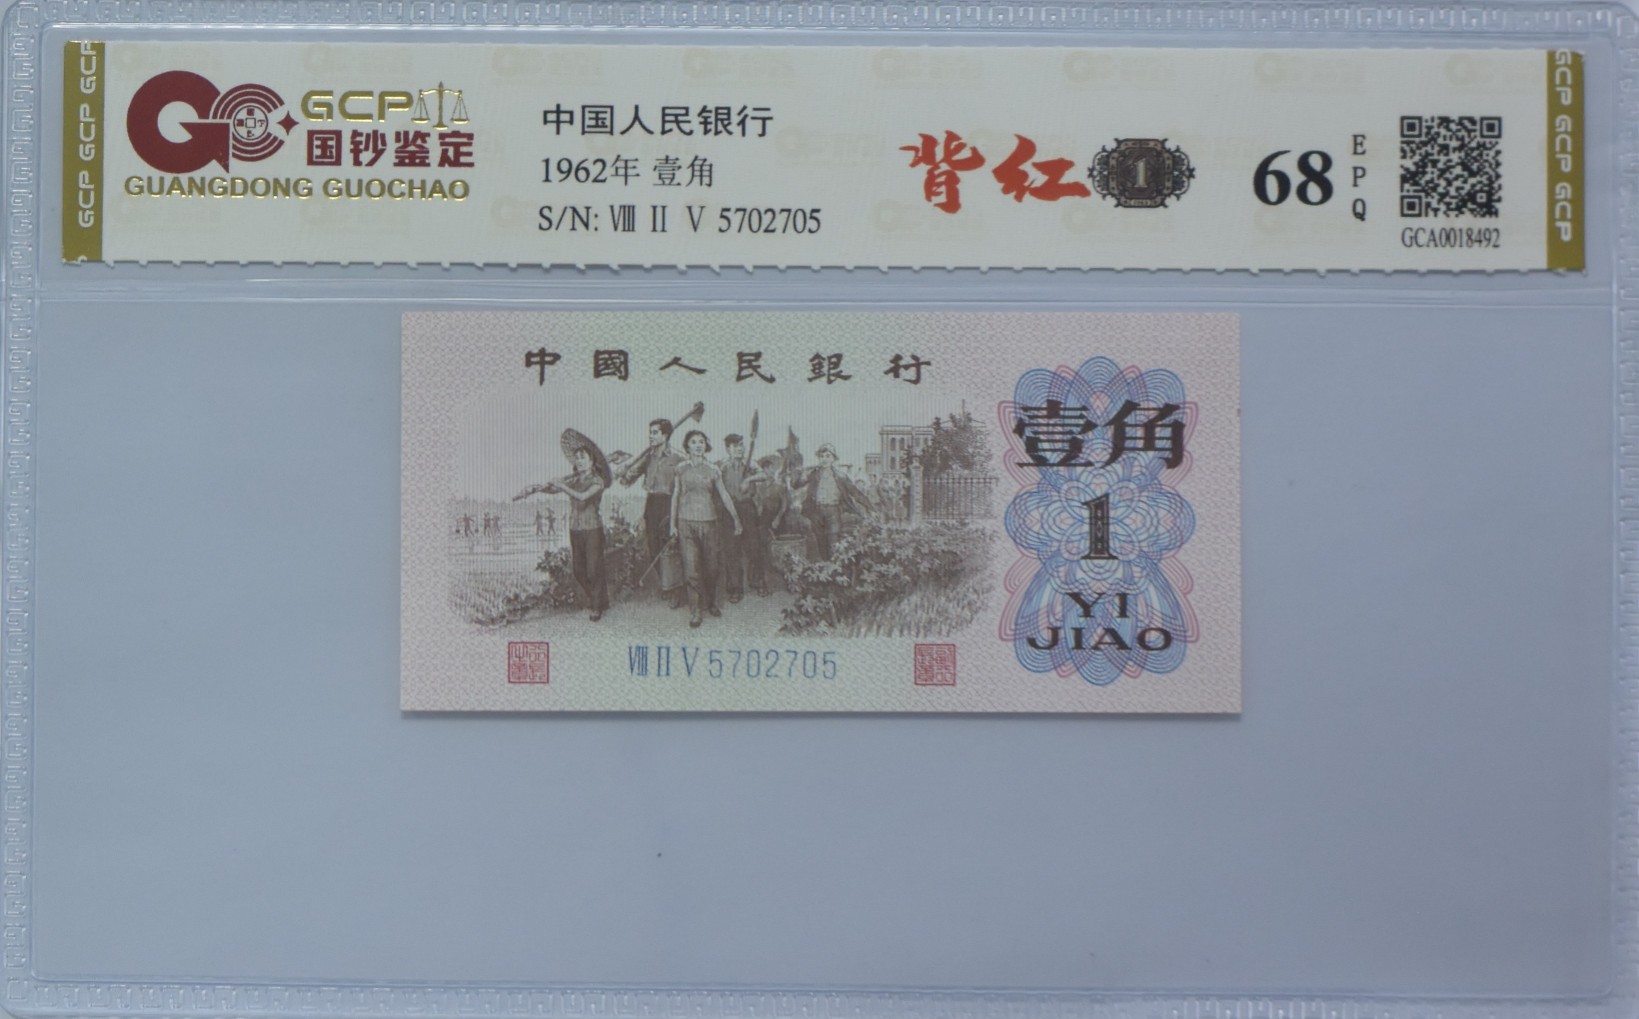 GCP GCP GCP
GCP
国钞鉴定
GUANGDONG GUOCHAO
中国人民银行
1962年 壹角
S/N: Ⅷ Ⅱ Ⅴ 5702705
背红
1
68
EPQ
GCA0018492
GCP GCP GCP
中國人民銀行
壹角
1
YI
JIAO
Ⅷ Ⅱ Ⅴ 5702705